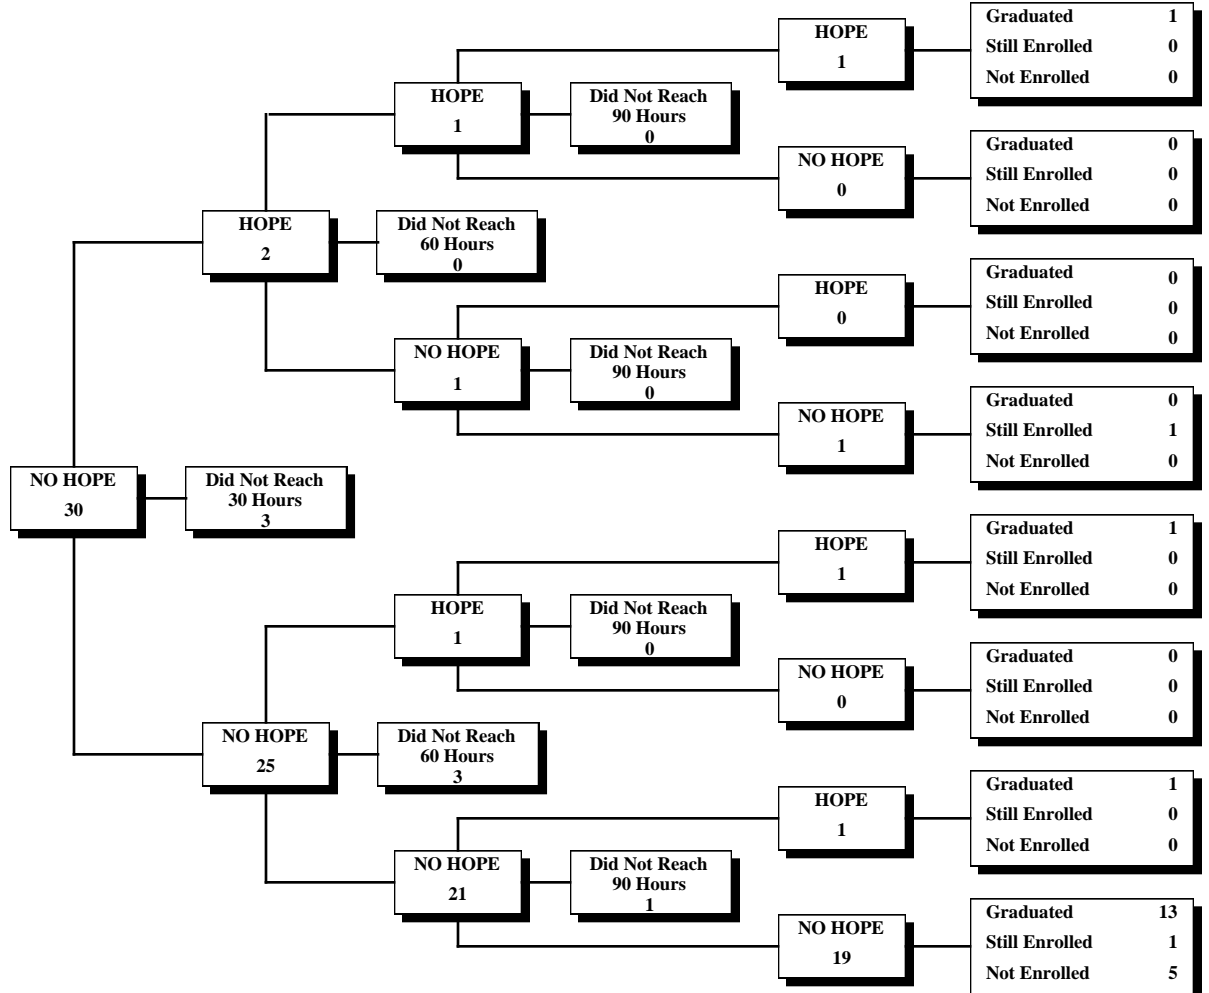 HOPE
1
Graduated 1
Still Enrolled 0
Not Enrolled 0
HOPE
1
Did Not Reach
90 Hours
0
NO HOPE
0
Graduated 0
Still Enrolled 0
Not Enrolled 0
HOPE
2
Did Not Reach
60 Hours
0
HOPE
0
Graduated 0
Still Enrolled 0
Not Enrolled 0
NO HOPE
1
Did Not Reach
90 Hours
0
NO HOPE
1
Graduated 0
Still Enrolled 1
Not Enrolled 0
NO HOPE
30
Did Not Reach
30 Hours
3
HOPE
1
Graduated 1
Still Enrolled 0
Not Enrolled 0
HOPE
1
Did Not Reach
90 Hours
0
NO HOPE
0
Graduated 0
Still Enrolled 0
Not Enrolled 0
NO HOPE
25
Did Not Reach
60 Hours
3
HOPE
1
Graduated 1
Still Enrolled 0
Not Enrolled 0
NO HOPE
21
Did Not Reach
90 Hours
1
NO HOPE
19
Graduated 13
Still Enrolled 1
Not Enrolled 5